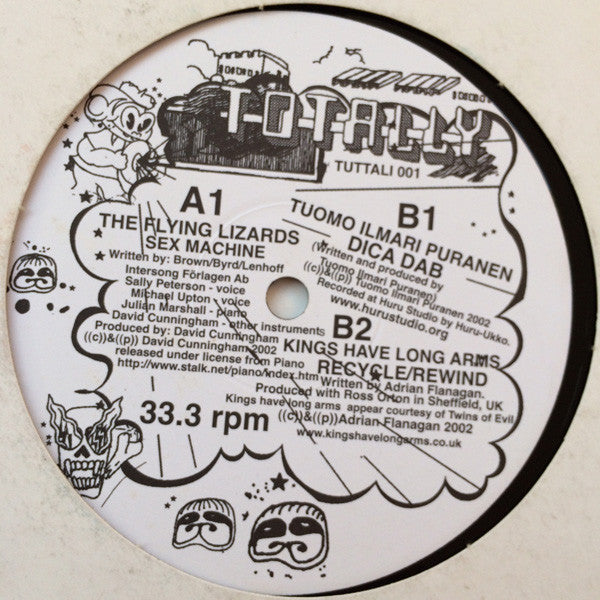 TOTALLY
TUTTALI 001
A1
THE FLYING LIZARDS
SEX MACHINE
Written by: Brown/Byrd/Lenhoff
Intersong Förlagen Ab
Sally Peterson - voice
Michael Upton - voice
Julian Marshall - piano
David Cunningham - other instruments
Produced by: David Cunningham
((c))&((p)) David Cunningham 2002
released under license from Piano
http://www.stalk.net/piano/index.htm
33.3 rpm
B1
TUOMO ILMARI PURANEN
DICA DAB
(Written and produced by
Tuomo Ilmari Puranen)
((c))&((p)) Tuomo Ilmari Puranen 2002
Recorded at Huru Studio by Huru-Ukko.
www.hurustudio.org
B2
KINGS HAVE LONG ARMS
RECYCLE/REWIND
Written by Adrian Flanagan.
Produced with Ross Orton in Sheffield, UK
Kings have long arms appear courtesy of Twins of Evil
((c))&((p))Adrian Flanagan 2002
www.kingshavelongarms.co.uk